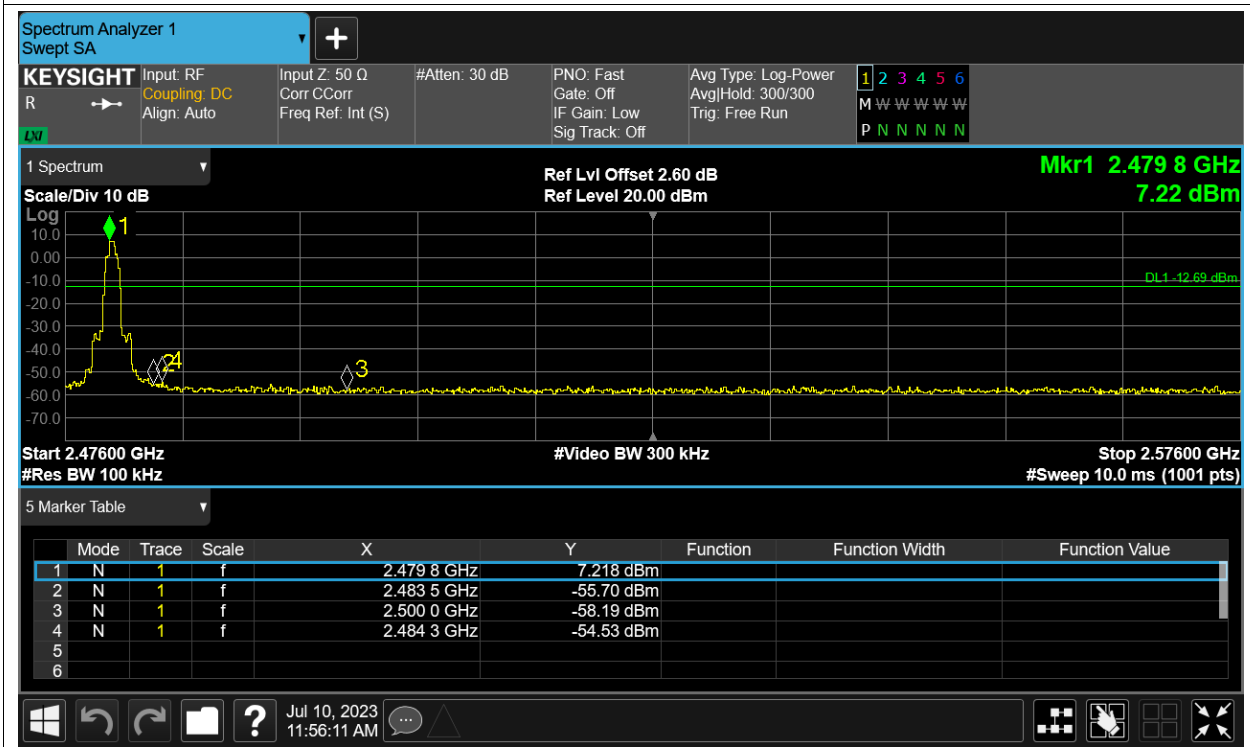 Spectrum Analyzer 1
Swept SA
KEYSIGHT Input: RF Input Z: 50 Ω #Atten: 30 dB PNO: Fast Avg Type: Log-Power 1 2 3 4 5 6
R Coupling: DC Corr CCorr Gate: Off Avg|Hold: 300/300 M W W W W W
Align: Auto Freq Ref: Int (S) IF Gain: Low Trig: Free Run
LXI Sig Track: Off P N N N N N
1 Spectrum Ref Lvl Offset 2.60 dB Mkr1 2.479 8 GHz
Scale/Div 10 dB Ref Level 20.00 dBm 7.22 dBm
Log
1
10.0
0.00
-10.0 DL1 -12.69 dBm
-20.0
-30.0
-40.0
2 4 3
-50.0
-60.0
-70.0
Start 2.47600 GHz #Video BW 300 kHz Stop 2.57600 GHz
#Res BW 100 kHz #Sweep 10.0 ms (1001 pts)
5 Marker Table
Mode Trace Scale X Y Function Function Width Function Value
1 N 1 f 2.479 8 GHz 7.218 dBm
2 N 1 f 2.483 5 GHz -55.70 dBm
3 N 1 f 2.500 0 GHz -58.19 dBm
4 N 1 f 2.484 3 GHz -54.53 dBm
5
6
? Jul 10, 2023
11:56:11 AM